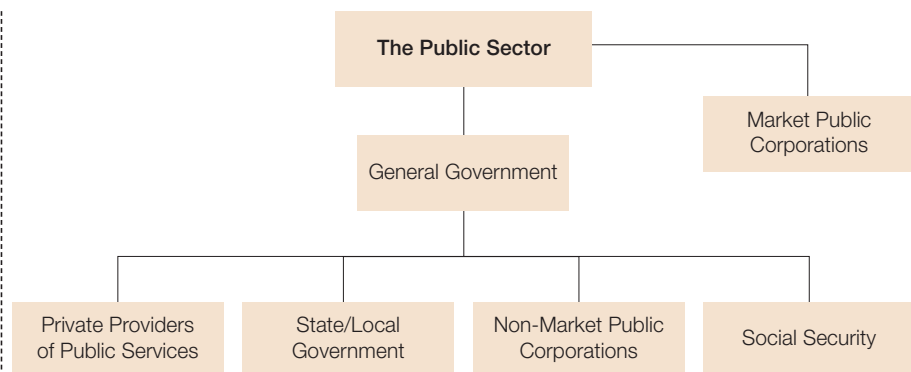 The Public Sector
Market Public
Corporations
General Government
Private Providers
of Public Services
State/Local
Government
Non-Market Public
Corporations
Social Security